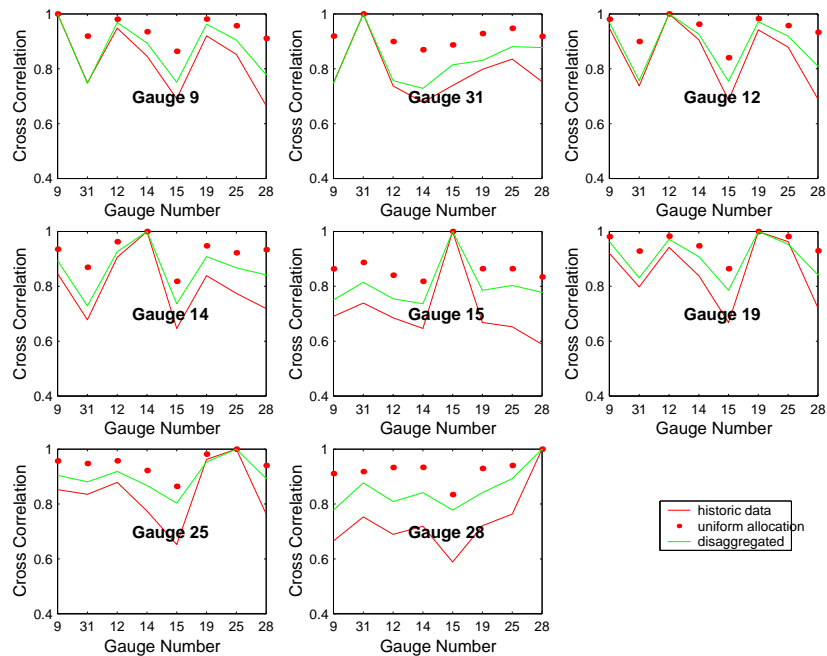 1
0.8
0.6
0.4
Cross Correlation
Gauge 9
9 31 12 14 15 19 25 28
Gauge Number
1
0.8
0.6
0.4
Cross Correlation
Gauge 31
9 31 12 14 15 19 25 28
Gauge Number
1
0.8
0.6
0.4
Cross Correlation
Gauge 12
9 31 12 14 15 19 25 28
Gauge Number
1
0.8
0.6
0.4
Cross Correlation
Gauge 14
9 31 12 14 15 19 25 28
Gauge Number
1
0.8
0.6
0.4
Cross Correlation
Gauge 15
9 31 12 14 15 19 25 28
Gauge Number
1
0.8
0.6
0.4
Cross Correlation
Gauge 19
9 31 12 14 15 19 25 28
Gauge Number
1
0.8
0.6
0.4
Cross Correlation
Gauge 25
9 31 12 14 15 19 25 28
Gauge Number
1
0.8
0.6
0.4
Cross Correlation
Gauge 28
9 31 12 14 15 19 25 28
Gauge Number
historic data
uniform allocation
disaggregated